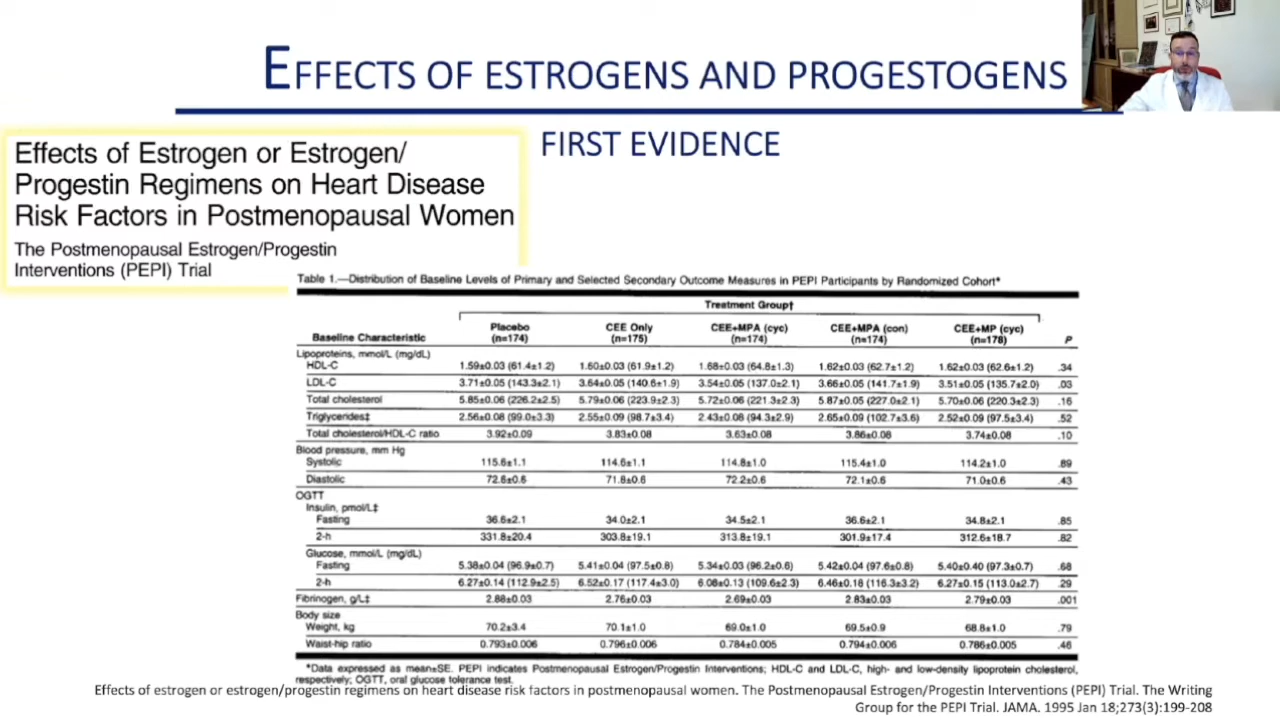 EFFECTS OF ESTROGENS AND PROGESTOGENS
FIRST EVIDENCE
Effects of Estrogen or Estrogen/
Progestin Regimens on Heart Disease
Risk Factors in Postmenopausal Women
The Postmenopausal Estrogen/Progestin
Interventions (PEPI) Trial
Table 1.—Distribution of Baseline Levels of Primary and Selected Secondary Outcome Measures in PEPI Participants by Randomized Cohort*
Treatment Group†
Baseline Characteristic Placebo (n=174) CEE Only (n=175) CEE+MPA (cyc) (n=174) CEE+MPA (con) (n=174) CEE+MP (cyc) (n=178) P
Lipoproteins, mmol/L (mg/dL)
HDL-C 1.59±0.03 (61.4±1.2) 1.60±0.03 (61.9±1.2) 1.68±0.03 (64.8±1.3) 1.62±0.03 (62.7±1.2) 1.62±0.03 (62.6±1.2) .34
LDL-C 3.71±0.05 (143.3±2.1) 3.64±0.05 (140.6±1.9) 3.54±0.05 (137.0±2.1) 3.66±0.05 (141.7±1.9) 3.51±0.05 (135.7±2.0) .03
Total cholesterol 5.85±0.06 (226.2±2.5) 5.79±0.06 (223.9±2.3) 5.72±0.06 (221.3±2.3) 5.87±0.05 (227.0±2.1) 5.70±0.06 (220.3±2.3) .16
Triglycerides‡ 2.56±0.08 (99.0±3.3) 2.55±0.09 (98.7±3.4) 2.43±0.08 (94.3±2.9) 2.65±0.09 (102.7±3.6) 2.52±0.09 (97.5±3.4) .52
Total cholesterol/HDL-C ratio 3.92±0.09 3.83±0.08 3.63±0.08 3.86±0.08 3.74±0.08 .10
Blood pressure, mm Hg
Systolic 115.6±1.1 114.6±1.1 114.8±1.0 115.4±1.0 114.2±1.0 .89
Diastolic 72.6±0.6 71.8±0.6 72.2±0.6 72.1±0.6 71.0±0.6 .43
OGTT
Insulin, pmol/L‡
Fasting 36.6±2.1 34.0±2.1 34.5±2.1 36.6±2.1 34.8±2.1 .85
2-h 331.8±20.4 303.8±19.1 313.8±19.1 301.9±17.4 312.6±18.7 .82
Glucose, mmol/L (mg/dL)
Fasting 5.38±0.04 (96.9±0.7) 5.41±0.04 (97.5±0.8) 5.34±0.03 (96.2±0.6) 5.42±0.04 (97.6±0.8) 5.40±0.40 (97.3±0.7) .68
2-h 6.27±0.14 (112.9±2.5) 6.52±0.17 (117.4±3.0) 6.08±0.13 (109.6±2.3) 6.46±0.18 (116.3±3.2) 6.27±0.15 (113.0±2.7) .29
Fibrinogen, g/L‡ 2.88±0.03 2.76±0.03 2.69±0.03 2.83±0.03 2.79±0.03 .001
Body size
Weight, kg 70.2±3.4 70.1±1.0 69.0±1.0 69.5±0.9 68.8±1.0 .79
Waist-hip ratio 0.793±0.006 0.796±0.006 0.784±0.005 0.794±0.006 0.786±0.005 .46
*Data expressed as mean±SE. PEPI indicates Postmenopausal Estrogen/Progestin Interventions; HDL-C and LDL-C, high- and low-density lipoprotein cholesterol,
respectively; OGTT, oral glucose tolerance test.
Effects of estrogen or estrogen/progestin regimens on heart disease risk factors in postmenopausal women. The Postmenopausal Estrogen/Progestin Interventions (PEPI) Trial. The Writing
Group for the PEPI Trial. JAMA. 1995 Jan 18;273(3):199-208